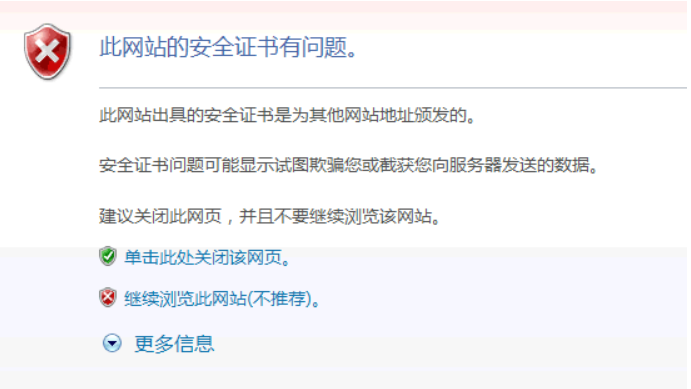 此网站的安全证书有问题。
此网站出具的安全证书是为其他网站地址颁发的。
安全证书问题可能显示试图欺骗您或截获您向服务器发送的数据。
建议关闭此网页，并且不要继续浏览该网站。
单击此处关闭该网页。
继续浏览此网站(不推荐)。
更多信息